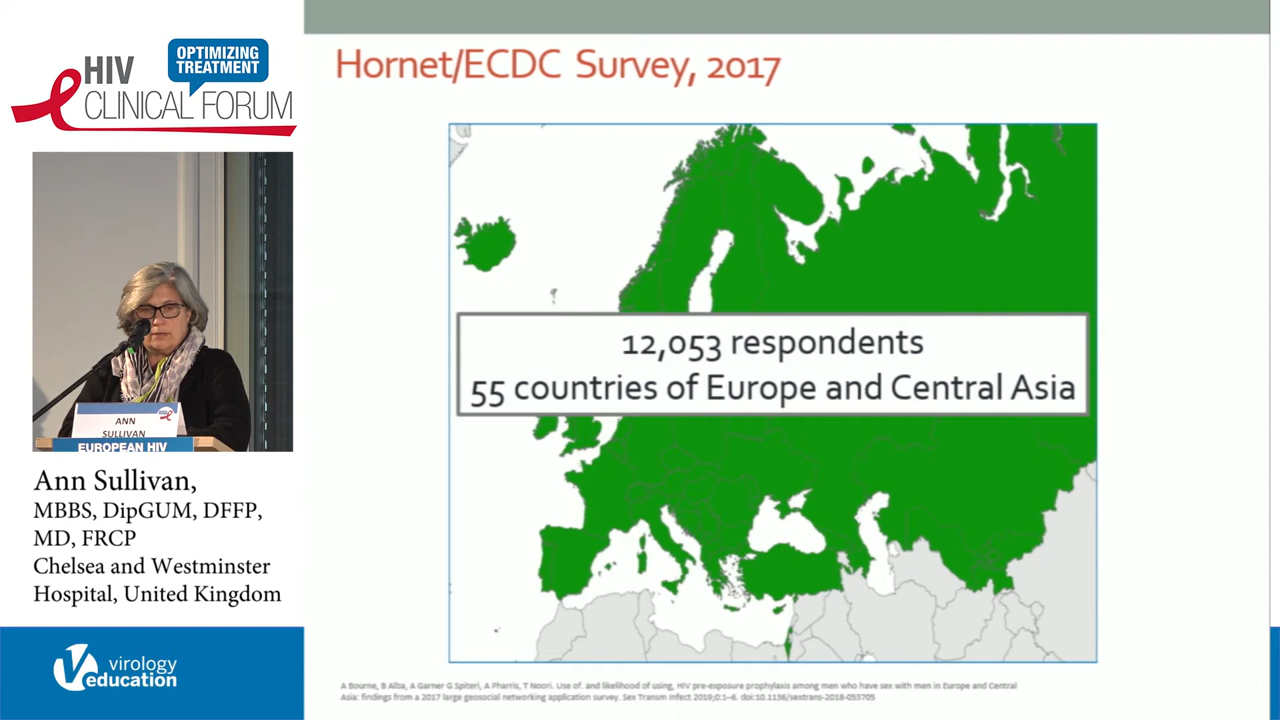 HIV
OPTIMIZING
TREATMENT
CLINICAL FORUM
ANN
SULLIVAN
EUROPEAN HIV
Ann Sullivan,
MBBS, DipGUM, DFFP,
MD, FRCP
Chelsea and Westminster
Hospital, United Kingdom
virology
education
Hornet/ECDC Survey, 2017
12,053 respondents
55 countries of Europe and Central Asia
A Bourne, B Alba, A Garner G Spiteri, A Pharris, T Noori. Use of, and likelihood of using, HIV pre-exposure prophylaxis among men who have sex with men in Europe and Central
Asia: findings from a 2017 large geosocial networking application survey. Sex Transm Infect 2019;0:1–6. doi:10.1136/sextrans-2018-053705